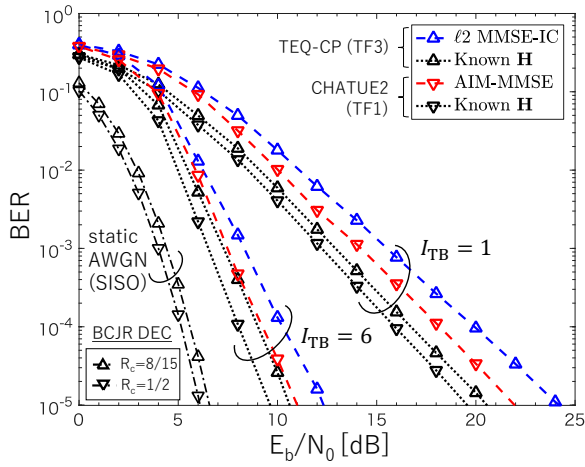 TEQ-CP (TF3)
CHATUE2
(TF1)
ℓ2 MMSE-IC
Known H
AIM-MMSE
Known H
10⁰
10⁻¹
10⁻²
10⁻³
10⁻⁴
10⁻⁵
BER
static
AWGN
(SISO)
I_TB = 1
I_TB = 6
BCJR DEC
R_c=8/15
R_c=1/2
0 5 10 15 20 25
E_b/N_0 [dB]